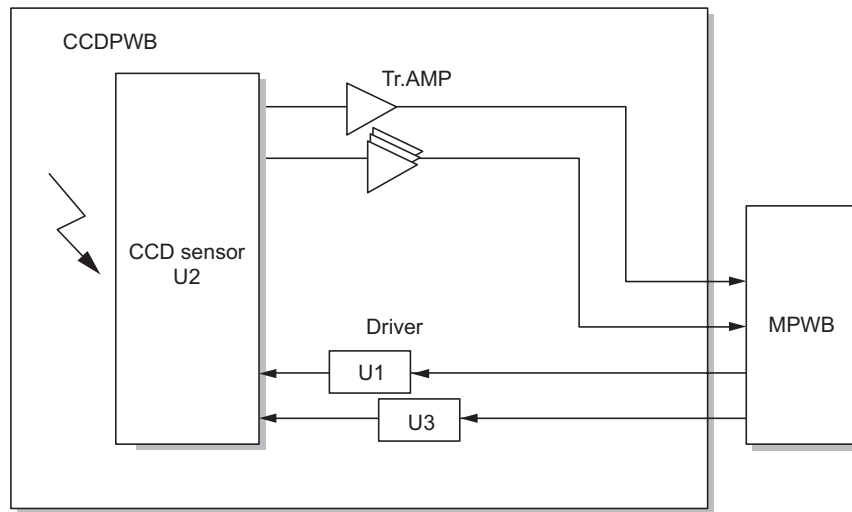 CCDPWB
Tr.AMP
CCD sensor
U2
Driver
MPWB
U1
U3